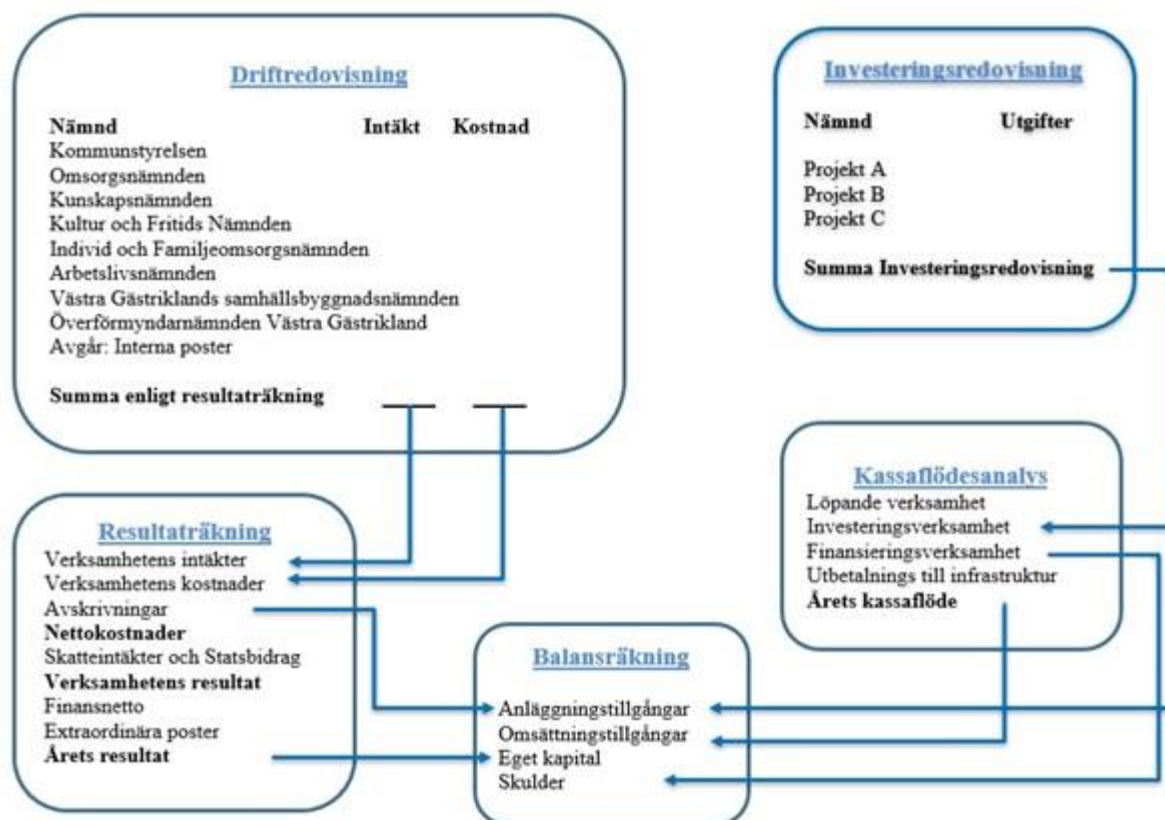 Driftredovisning
Nämnd Intäkt Kostnad
Kommunstyrelsen
Omsorgsnämnden
Kunskapsnämnden
Kultur och Fritids Nämnden
Individ och Familjeomsorgsnämnden
Arbetslivsnämnden
Västra Gästriklands samhällsbyggnadsnämnden
Överförmyndarnämnden Västra Gästrikland
Avgår: Interna poster
Summa enligt resultaträkning
Investeringsredovisning
Nämnd Utgifter
Projekt A
Projekt B
Projekt C
Summa Investeringsredovisning
Kassaflödesanalys
Löpande verksamhet
Investeringsverksamhet
Finansieringsverksamhet
Utbetalnings till infrastruktur
Årets kassaflöde
Resultaträkning
Verksamhetens intäkter
Verksamhetens kostnader
Avskrivningar
Nettokostnader
Skatteintäkter och Statsbidrag
Verksamhetens resultat
Finansnetto
Extraordinära poster
Årets resultat
Balansräkning
Anläggningstillgångar
Omsättningstillgångar
Eget kapital
Skulder